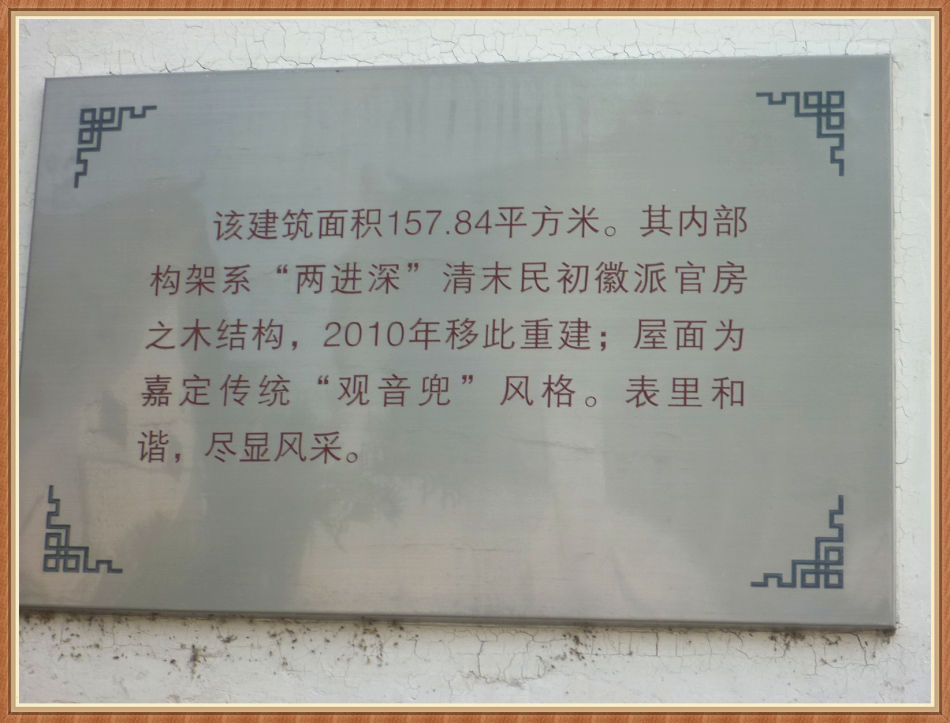 该建筑面积157.84平方米。其内部
构架系“两进深”清末民初徽派官房
之木结构，2010年移此重建；屋面为
嘉定传统“观音兜”风格。表里和
谐，尽显风采。